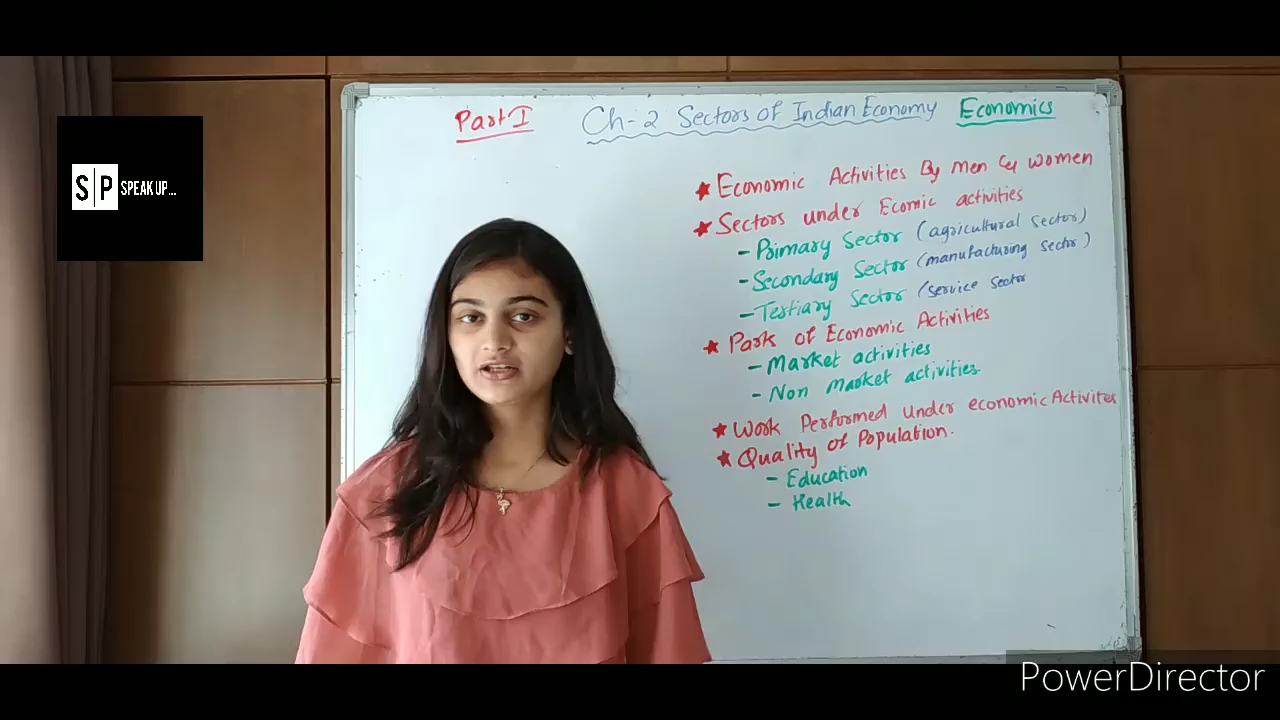 Part I Ch-2 Sectors of Indian Economy Economics
S|P SPEAK UP...
★ Economic Activities By Men & Women
★ Sectors under Ecomic activities
- Primary Sector (agricultural sector)
- Secondary Sector (manufacturing sector)
- Tertiary Sector (service sector
★ Parts of Economic Activities
- Market activities
- Non Market activities.
★ Work Performed Under economic Activites
★ Quality of Population.
- Education
- Health
PowerDirector